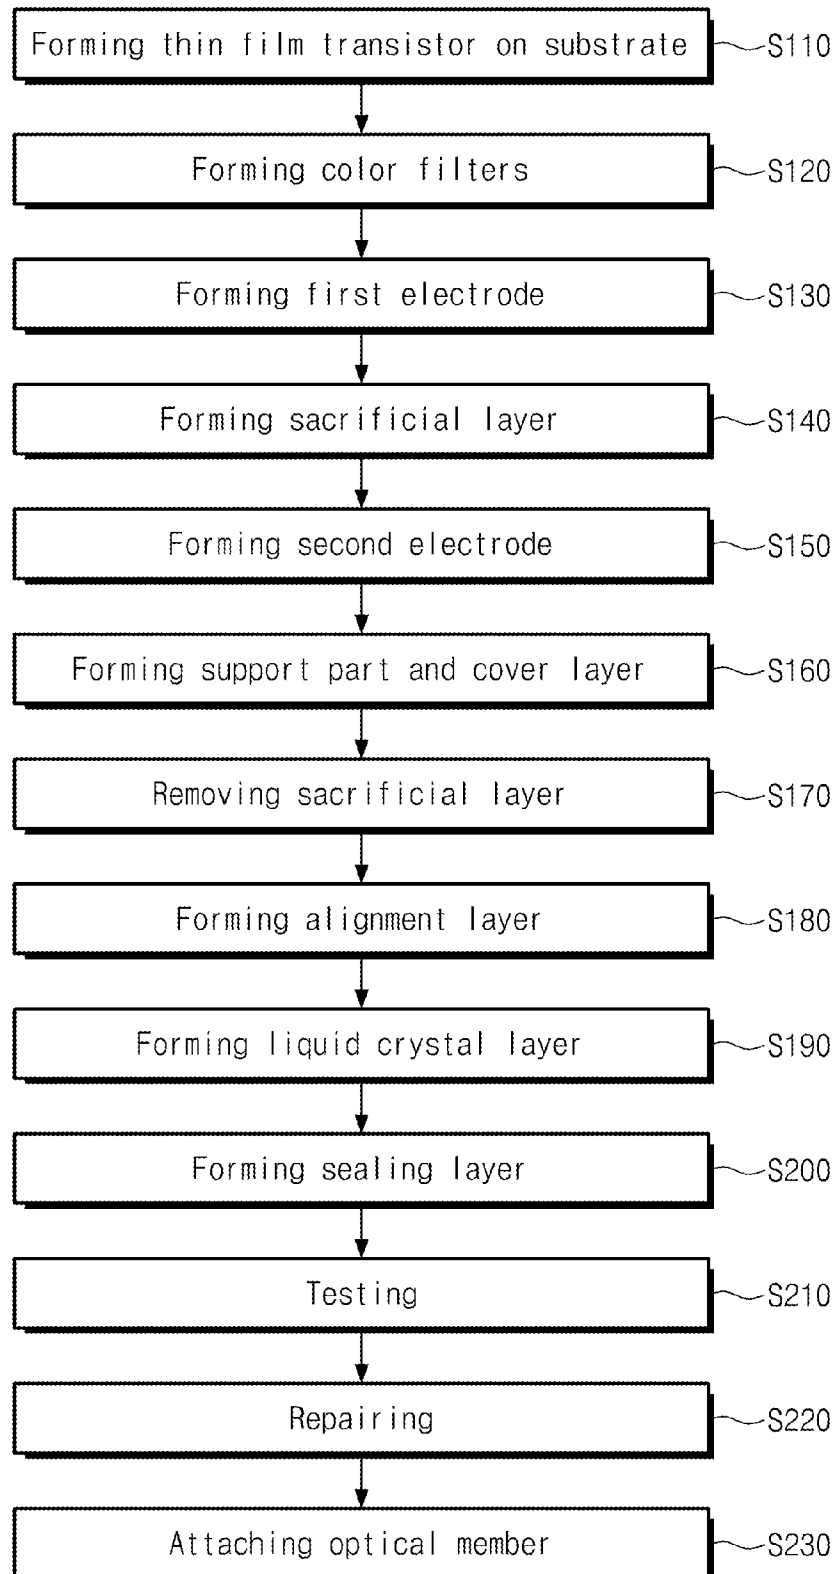 Forming thin film transistor on substrate S110
Forming color filters S120
Forming first electrode S130
Forming sacrificial layer S140
Forming second electrode S150
Forming support part and cover layer S160
Removing sacrificial layer S170
Forming alignment layer S180
Forming liquid crystal layer S190
Forming sealing layer S200
Testing S210
Repairing S220
Attaching optical member S230